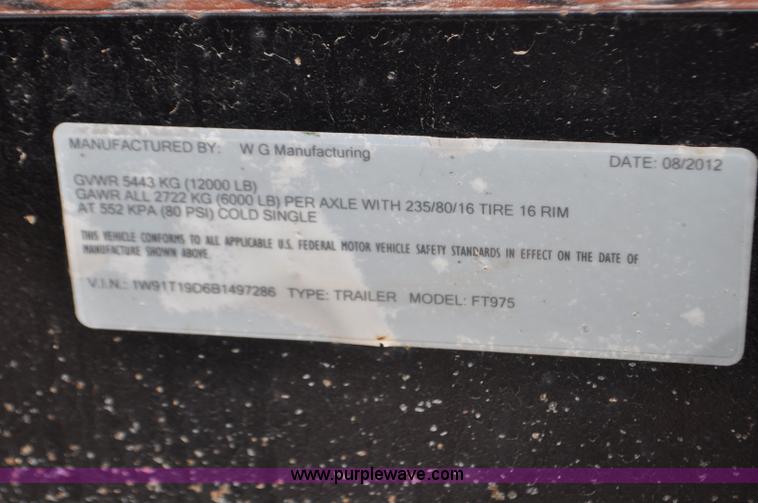 MANUFACTURED BY: W G Manufacturing DATE: 08/2012
GVWR 5443 KG (12000 LB)
GAWR ALL 2722 KG (6000 LB) PER AXLE WITH 235/80/16 TIRE 16 RIM
AT 552 KPA (80 PSI) COLD SINGLE
THIS VEHICLE CONFORMS TO ALL APPLICABLE U.S. FEDERAL MOTOR VEHICLE SAFETY STANDARDS IN EFFECT ON THE DATE OF
MANUFACTURE SHOWN ABOVE.
V.I.N.: 1W91T19D6B1497286 TYPE: TRAILER MODEL: FT975
www.purplewave.com